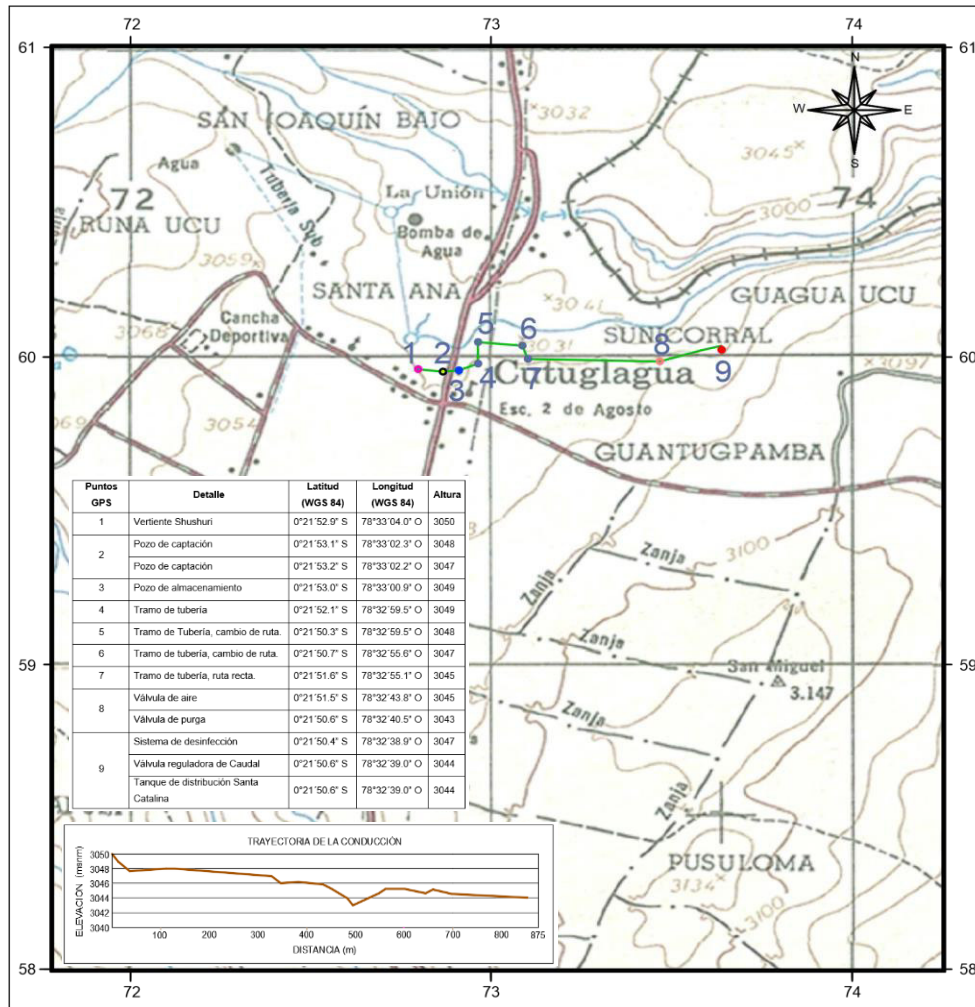 72 73 74
61 61
N
W E
S
SAN JOAQUÍN BAJO
3032
3045
Agua
Tubería Sub.
La Unión
72
74
3000
RUNA UCU
Bomba de
Agua
3059
SANTA ANA
3041
GUAGUA UCU
3068
Cancha
Deportiva
SUNICORRAL
5 6 3031
60 60
1 2 8
3 4 7 9
Cutuglagua
3097
3069
3054
Esc. 2 de Agosto
GUANTUGPAMBA
Puntos GPS Detalle Latitud (WGS 84) Longitud (WGS 84) Altura
1 Vertiente Shushuri 0°21´52.9" S 78°33´04.0" O 3050
2 Pozo de captación 0°21´53.1" S 78°33´02.3" O 3048
Pozo de captación 0°21´53.2" S 78°33´02.2" O 3047
3 Pozo de almacenamiento 0°21´53.0" S 78°33´00.9" O 3049
4 Tramo de tubería 0°21´52.1" S 78°32´59.5" O 3049
5 Tramo de Tubería, cambio de ruta. 0°21´50.3" S 78°32´59.5" O 3048
6 Tramo de tubería, cambio de ruta. 0°21´50.7" S 78°32´55.6" O 3047
7 Tramo de tubería, ruta recta. 0°21´51.6" S 78°32´55.1" O 3045
8 Válvula de aire 0°21´51.5" S 78°32´43.8" O 3045
Válvula de purga 0°21´50.6" S 78°32´40.5" O 3043
9 Sistema de desinfección 0°21´50.4" S 78°32´38.9" O 3047
Válvula reguladora de Caudal 0°21´50.6" S 78°32´39.0" O 3044
Tanque de distribución Santa
Catalina 0°21´50.6" S 78°32´39.0" O 3044
Zanja
3100
Zanja
Zanja
59 59
San Miguel
3.147
Zanja
Zanja
Zanja
PUSULOMA
3134
3100
TRAYECTORIA DE LA CONDUCCIÓN
ELEVACION (msnm)
3050
3048
3046
3044
3042
3040
100 200 300 400 500 600 700 800 875
DISTANCIA (m)
58 58
72 73 74